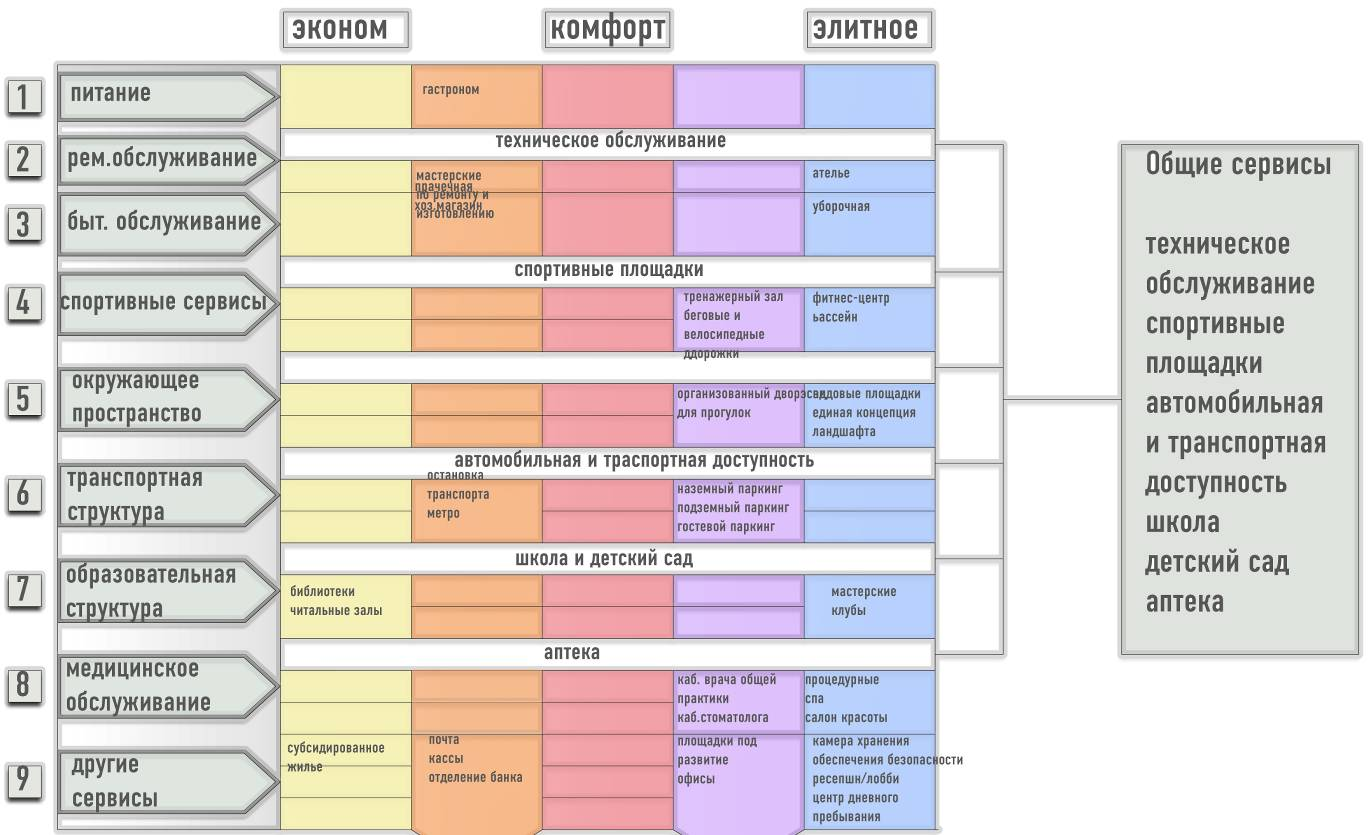 эконом
комфорт
элитное
1
питание
гастроном
техническое обслуживание
2
рем.обслуживание
мастерские
по ремонту и
изготовлению
ателье
3
быт. обслуживание
прачечная
хоз.магазин
уборочная
спортивные площадки
4
спортивные сервисы
тренажерный зал
беговые и
велосипедные
ддорожки
фитнес-центр
ьассейн
5
окружающее
пространство
организованный двор
для прогулок
садовые площадки
единая концепция
ландшафта
автомобильная и траспортная доступность
6
транспортная
структура
остановка
транспорта
метро
наземный паркинг
подземный паркинг
гостевой паркинг
школа и детский сад
7
образовательная
структура
библиотеки
читальные залы
мастерские
клубы
аптека
8
медицинское
обслуживание
каб. врача общей
практики
каб.стоматолога
процедурные
спа
салон красоты
9
другие
сервисы
субсидированное
жилье
почта
кассы
отделение банка
площадки под
развитие
офисы
камера хранения
обеспечения безопасности
ресепшн/лобби
центр дневного
пребывания
Общие сервисы
техническое
обслуживание
спортивные
площадки
автомобильная
и транспортная
доступность
школа
детский сад
аптека